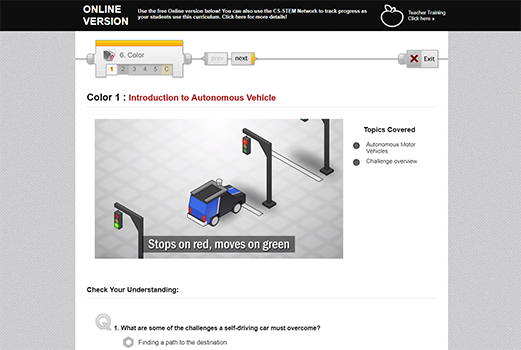 ONLINE
VERSION
Use the free Online version below! You can also use the CS-STEM Network to track progress as
your students use this curriculum. Click here for more details!
Teacher Training
Click here »
6. Color
1 2 3 4 5 C
prev
next
Exit
Color 1 : Introduction to Autonomous Vehicle
Stops on red, moves on green
Topics Covered
Autonomous Motor
Vehicles
Challenge overview
Check Your Understanding:
Q
1. What are some of the challenges a self-driving car must overcome?
Finding a path to the destination